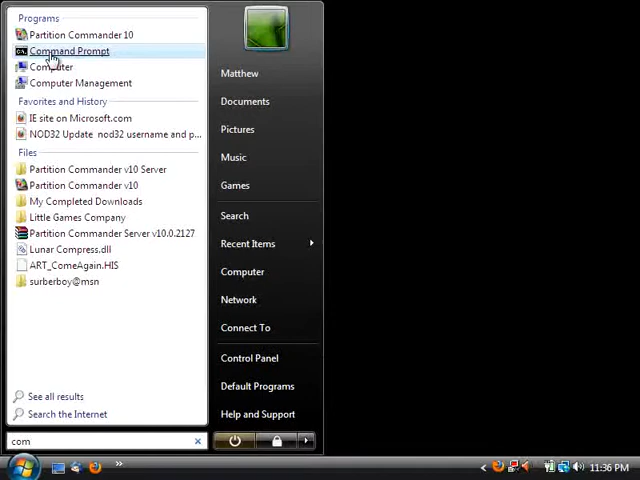 Programs
Partition Commander 10
Command Prompt
Computer
Computer Management
Favorites and History
IE site on Microsoft.com
NOD32 Update  nod32 username and p...
Files
Partition Commander v10 Server
Partition Commander v10
My Completed Downloads
Little Games Company
Partition Commander Server v10.0.2127
Lunar Compress.dll
ART_ComeAgain.HIS
surberboy@msn
See all results
Search the Internet
com
Matthew
Documents
Pictures
Music
Games
Search
Recent Items
Computer
Network
Connect To
Control Panel
Default Programs
Help and Support
11:36 PM